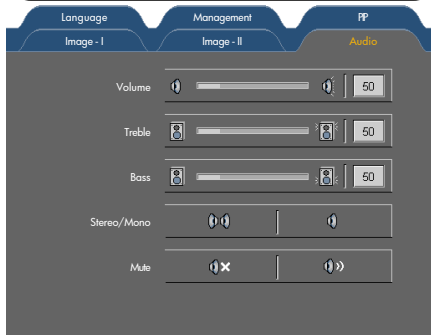 Language Management PIP
Image - I Image - II Audio
Volume 50
Treble 50
Bass 50
Stereo/Mono
Mute